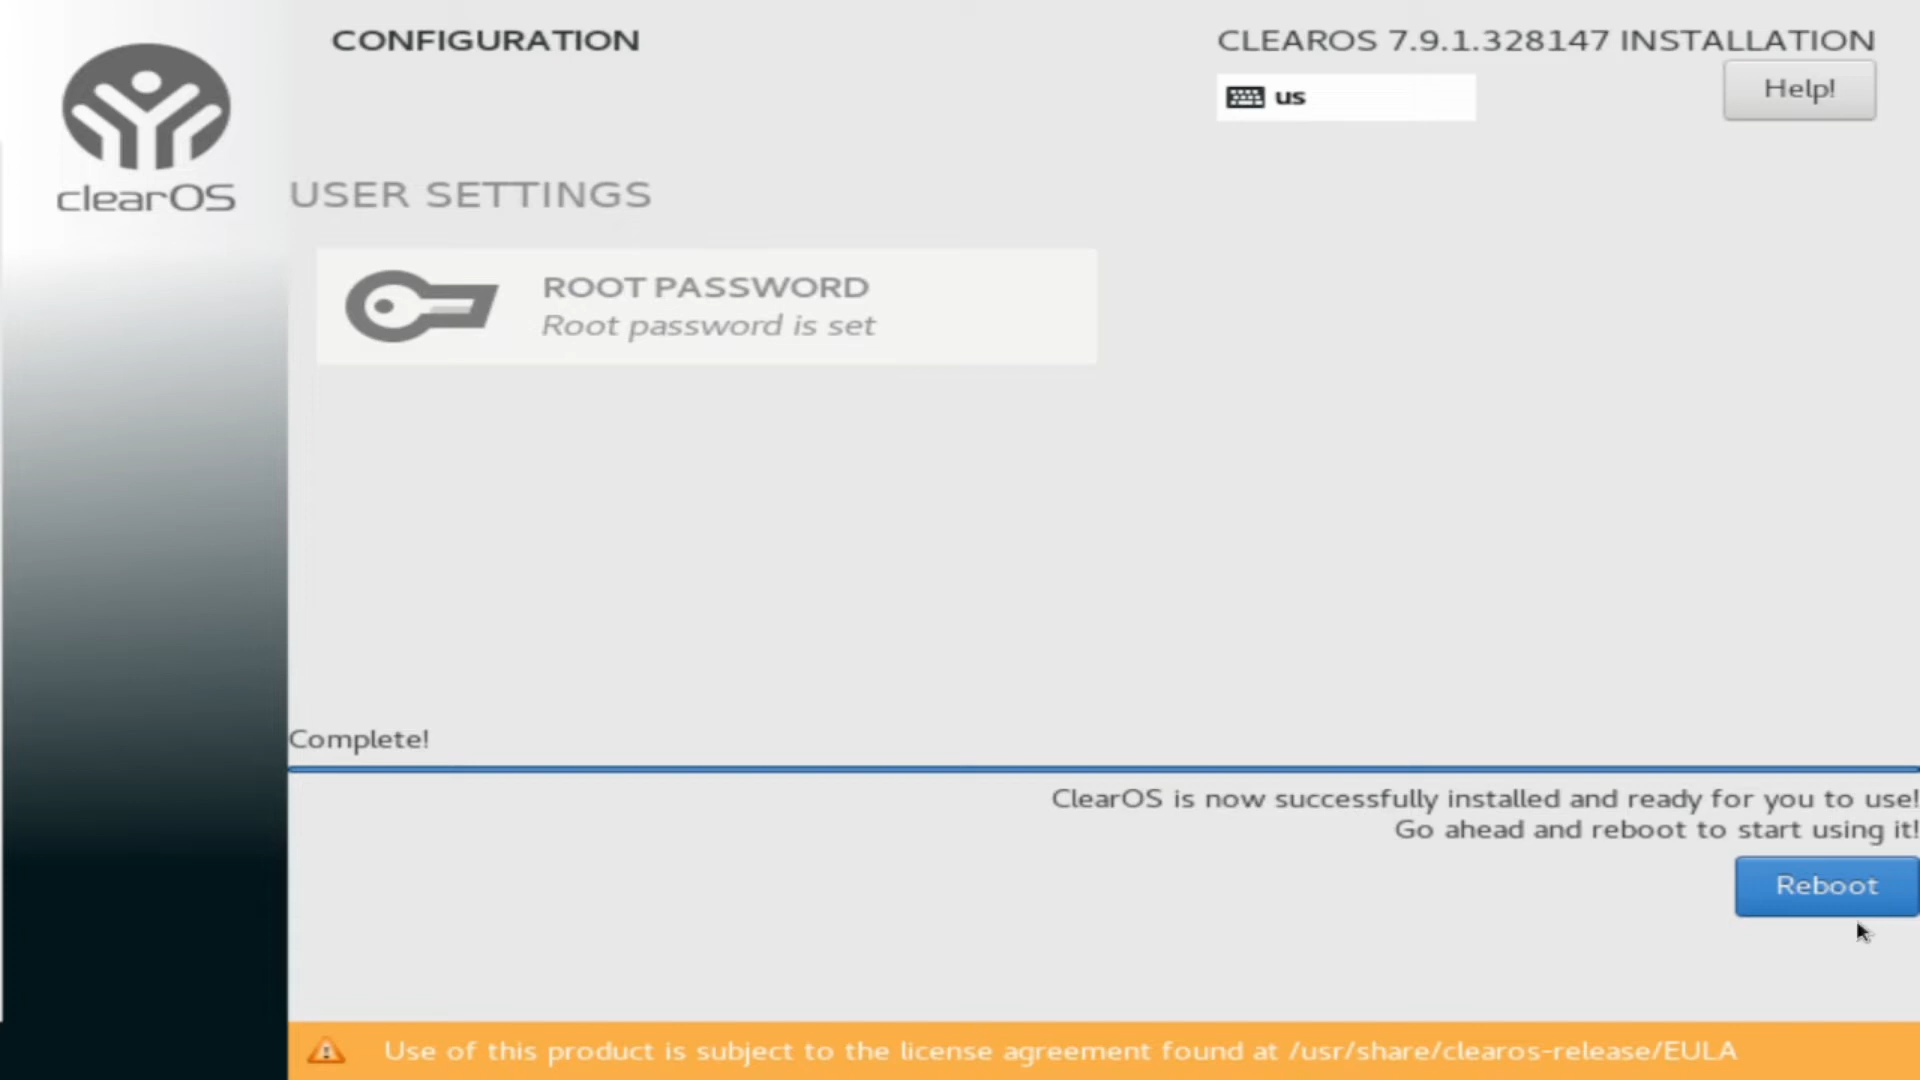 CONFIGURATION
CLEAROS 7.9.1.328147 INSTALLATION
us
Help!
clearOS
USER SETTINGS
ROOT PASSWORD
Root password is set
Complete!
ClearOS is now successfully installed and ready for you to use!
Go ahead and reboot to start using it!
Reboot
Use of this product is subject to the license agreement found at /usr/share/clearos-release/EULA